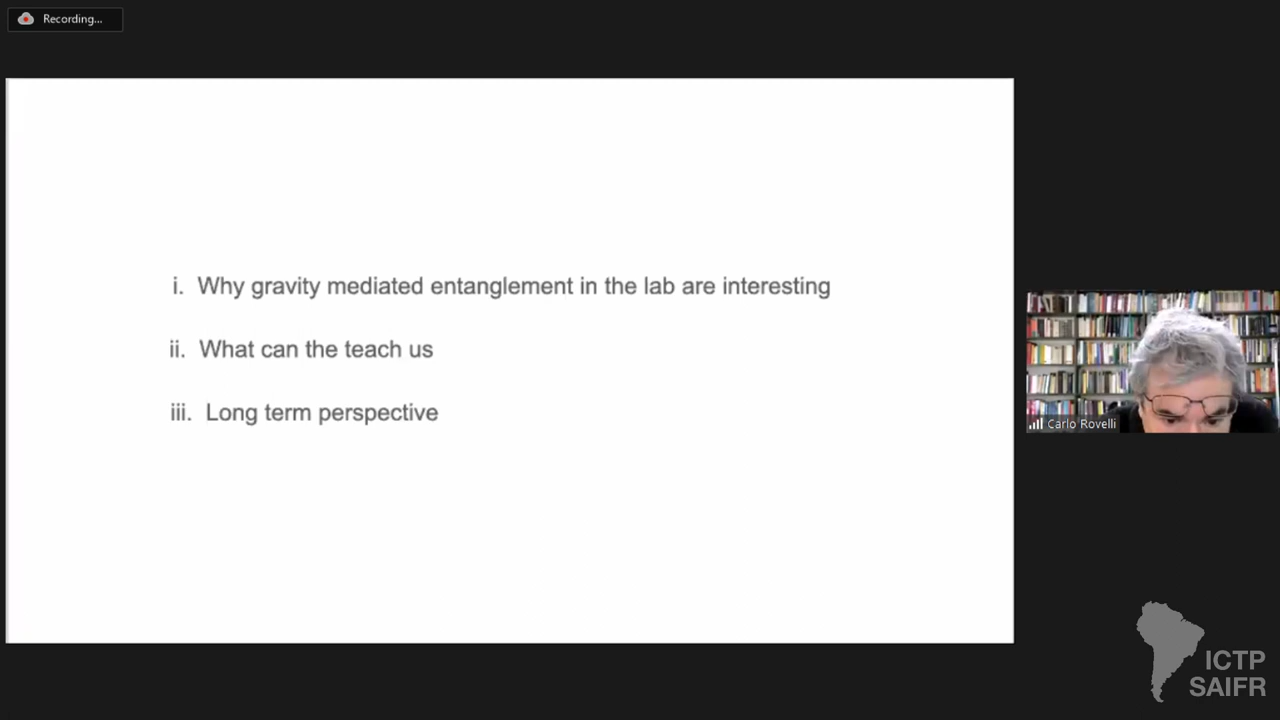 Recording...
i. Why gravity mediated entanglement in the lab are interesting
ii. What can the teach us
iii. Long term perspective
Carlo Rovelli
ICTP
SAIFR